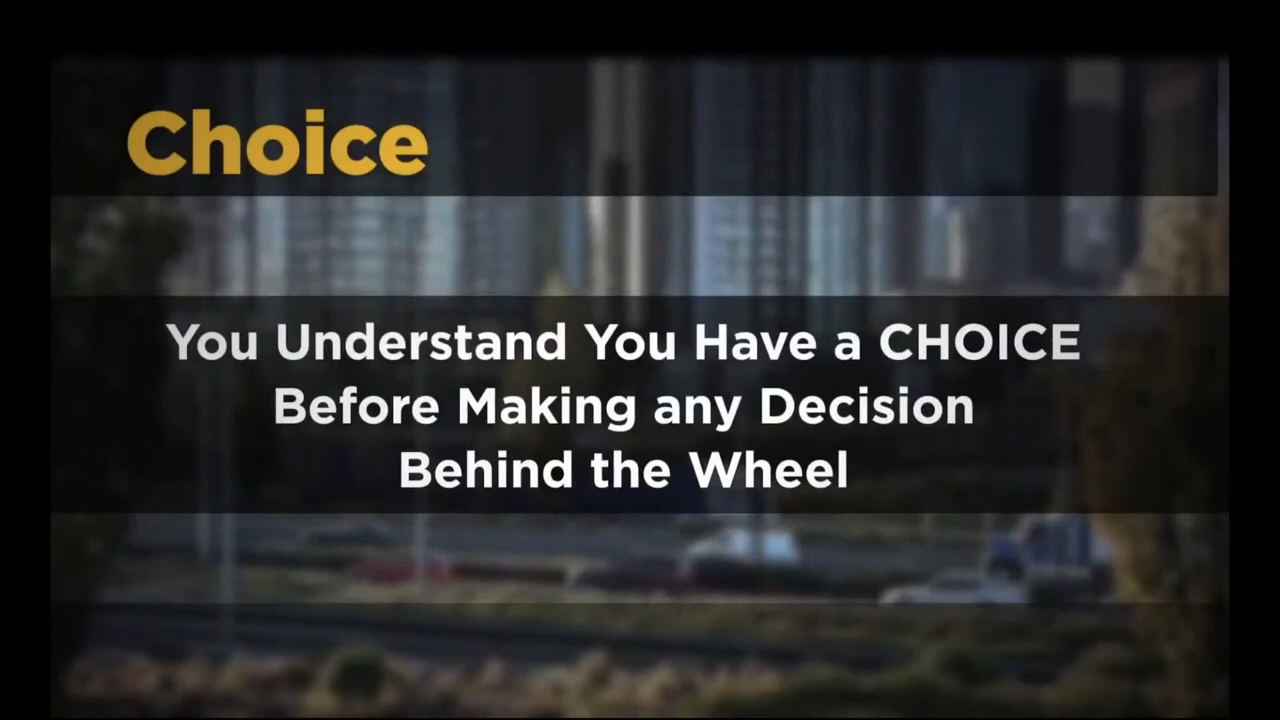 Choice
You Understand You Have a CHOICE
Before Making any Decision
Behind the Wheel